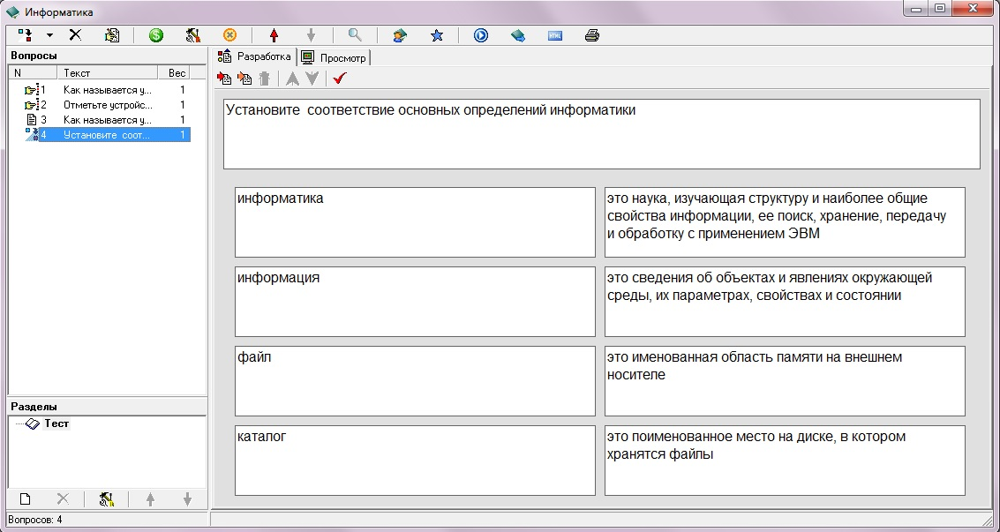 Информатика
Вопросы
N Текст Вес
1 Как называется у... 1
2 Отметьте устройс... 1
3 Как называется у... 1
4 Установите соот... 1
Разделы
Тест
Вопросов: 4
Разработка Просмотр
Установите соответствие основных определений информатики
информатика
это наука, изучающая структуру и наиболее общие
свойства информации, ее поиск, хранение, передачу
и обработку с применением ЭВМ
информация
это сведения об объектах и явлениях окружающей
среды, их параметрах, свойствах и состоянии
файл
это именованная область памяти на внешнем
носителе
каталог
это поименованное место на диске, в котором
хранятся файлы